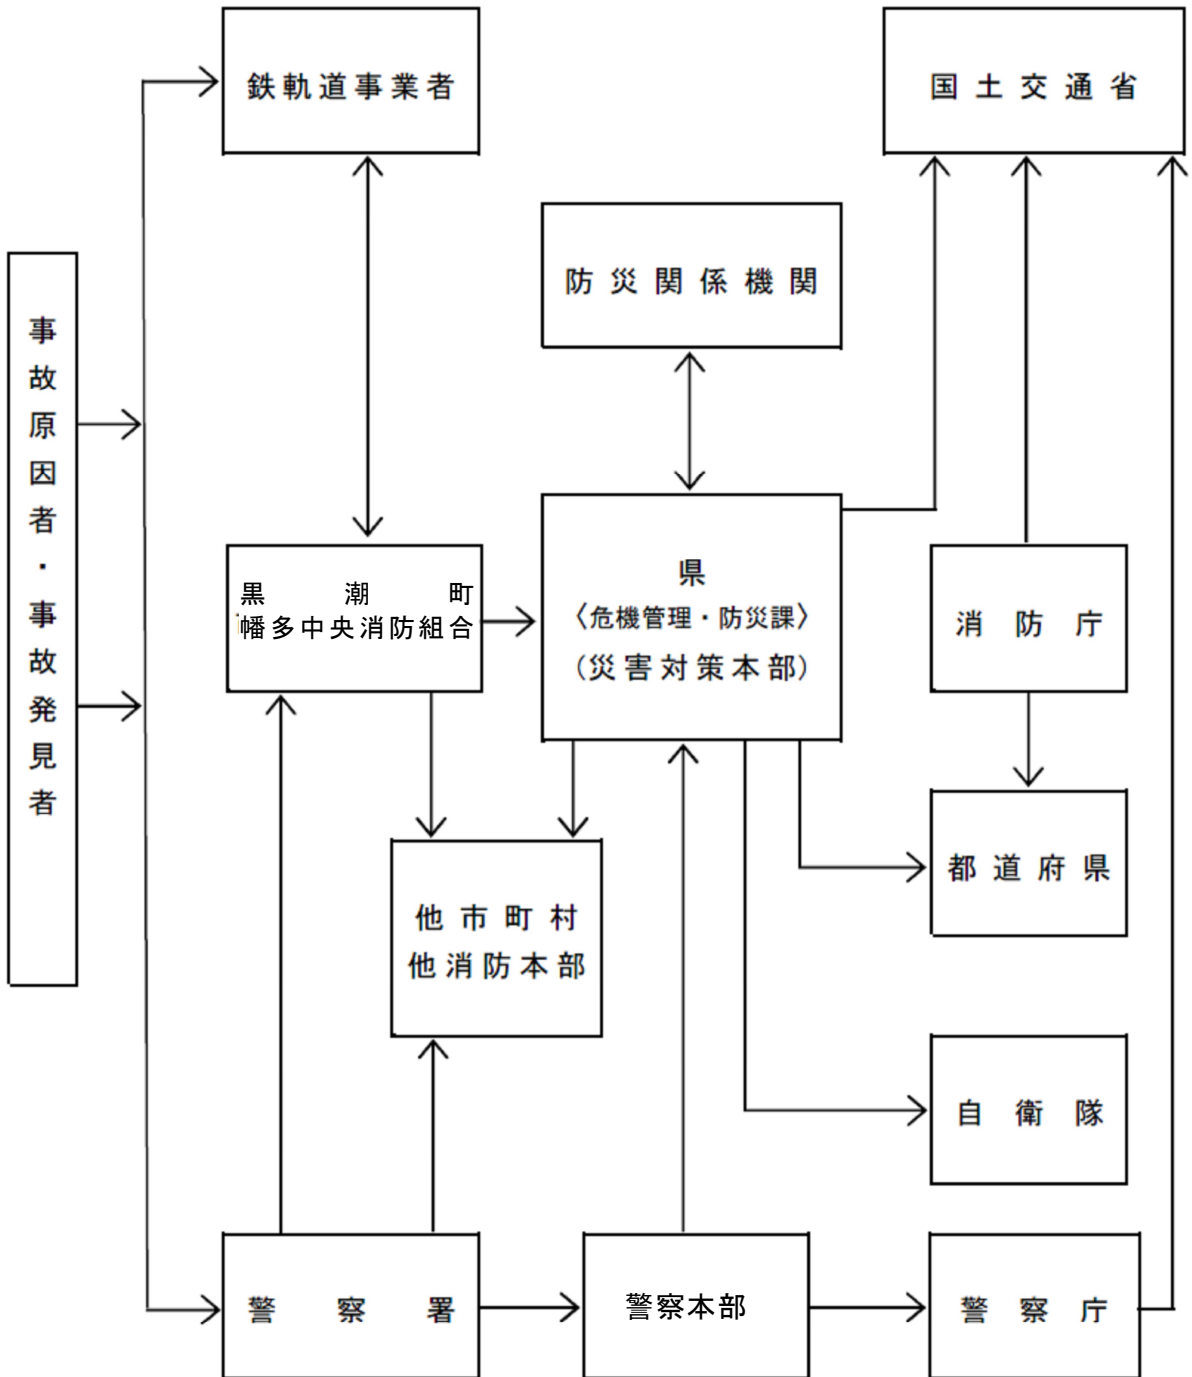 鉄軌道事業者
国土交通省
防災関係機関
事故原因者・事故発見者
黒潮町
幡多中央消防組合
県
〈危機管理・防災課〉
（災害対策本部）
消防庁
都道府県
他市町村
他消防本部
自衛隊
警察署
警察本部
警察庁